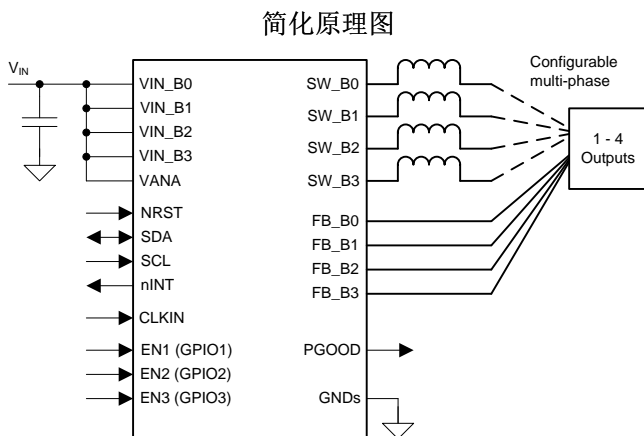 简化原理图
VIN
VIN_B0
VIN_B1
VIN_B2
VIN_B3
VANA
NRST
SDA
SCL
nINT
CLKIN
EN1 (GPIO1)
EN2 (GPIO2)
EN3 (GPIO3)
SW_B0
SW_B1
SW_B2
SW_B3
FB_B0
FB_B1
FB_B2
FB_B3
PGOOD
GNDs
Configurable
multi-phase
1 - 4
Outputs